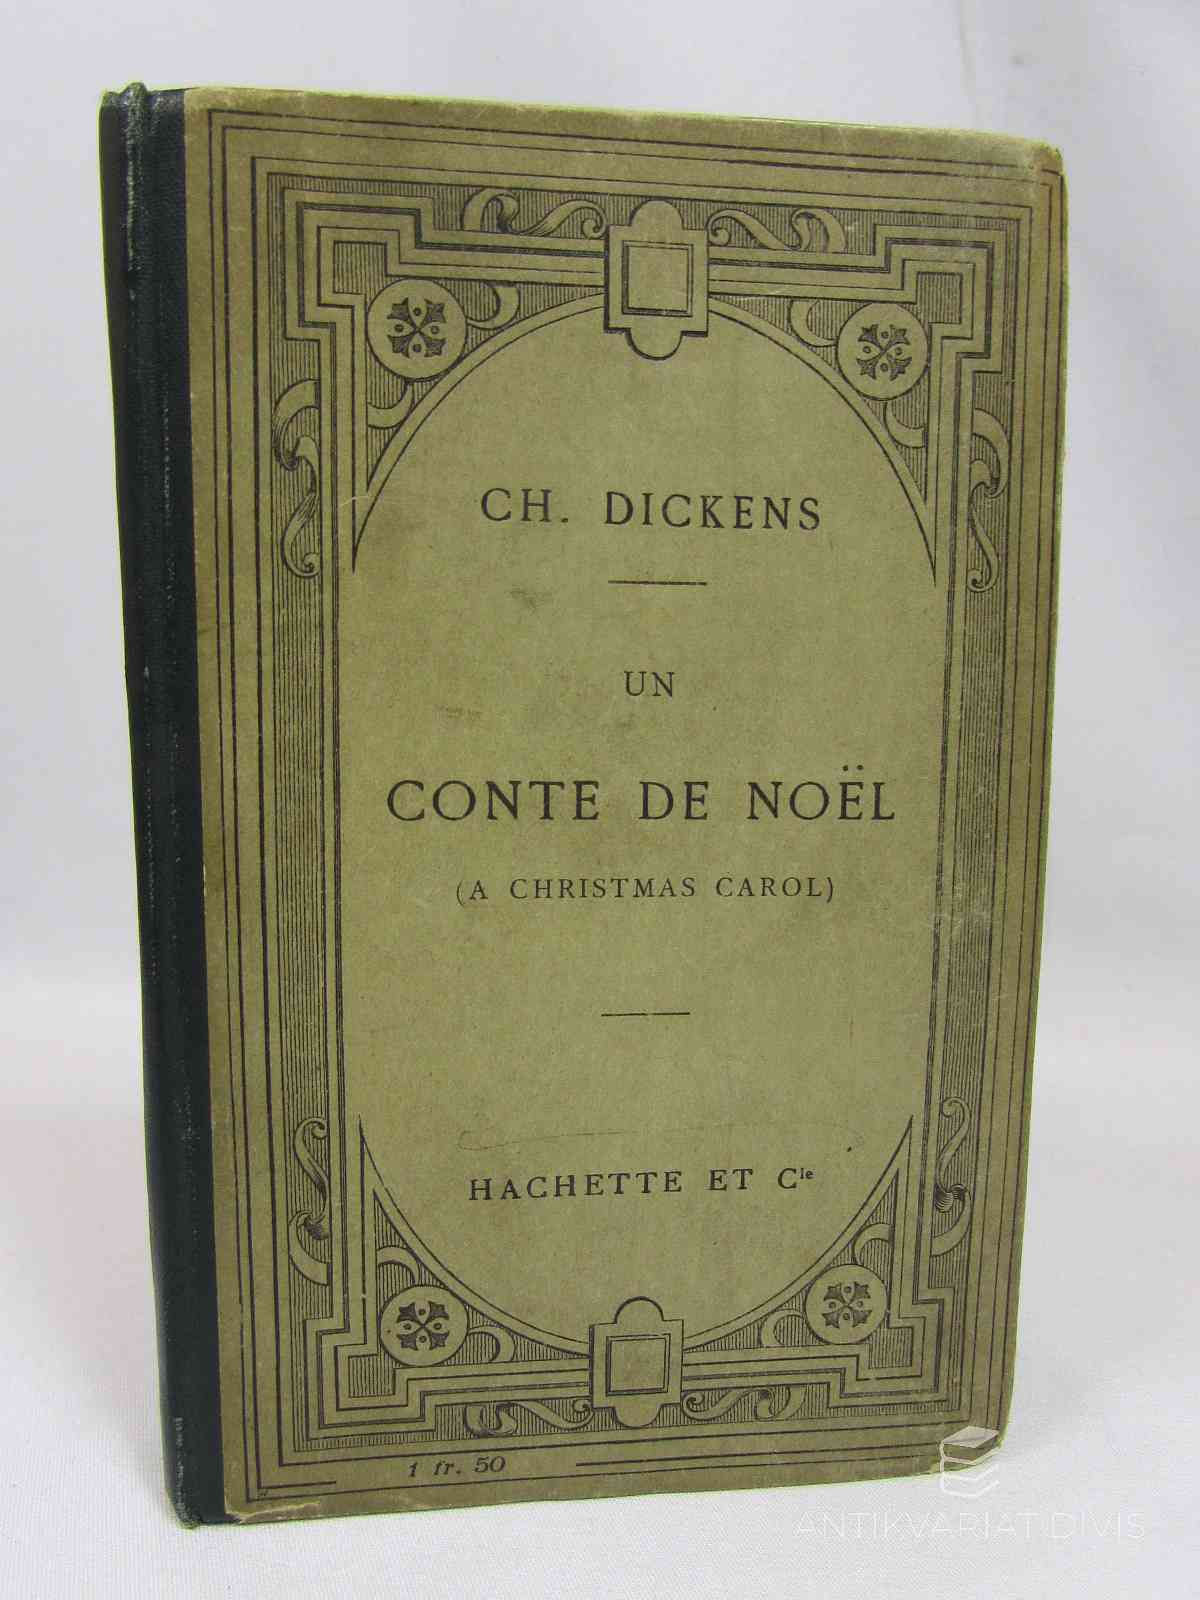 CH. DICKENS
UN
CONTE DE NOËL
(A CHRISTMAS CAROL)
HACHETTE ET Cie
1 fr. 50
ANTIKVARIAT DIVIS